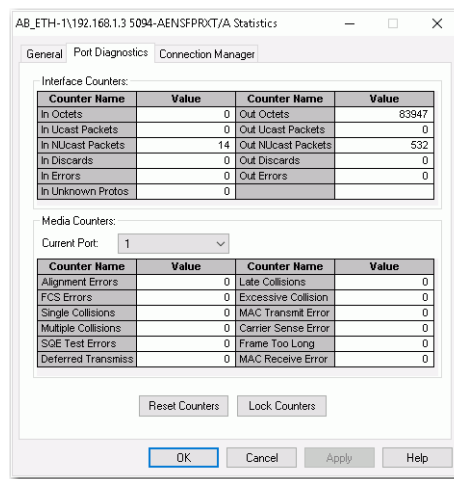 AB_ETH-1\192.168.1.3 5094-AENSFPRXT/A Statistics
General Port Diagnostics Connection Manager
Interface Counters:
Counter Name Value Counter Name Value
In Octets 0 Out Octets 83947
In Ucast Packets 0 Out Ucast Packets 0
In NUcast Packets 14 Out NUcast Packets 532
In Discards 0 Out Discards 0
In Errors 0 Out Errors 0
In Unknown Protos 0
Media Counters:
Current Port: 1
Counter Name Value Counter Name Value
Alignment Errors 0 Late Collisions 0
FCS Errors 0 Excessive Collision 0
Single Collisions 0 MAC Transmit Error 0
Multiple Collisions 0 Carrier Sense Error 0
SQE Test Errors 0 Frame Too Long 0
Deferred Transmiss 0 MAC Receive Error 0
Reset Counters Lock Counters
OK Cancel Apply Help